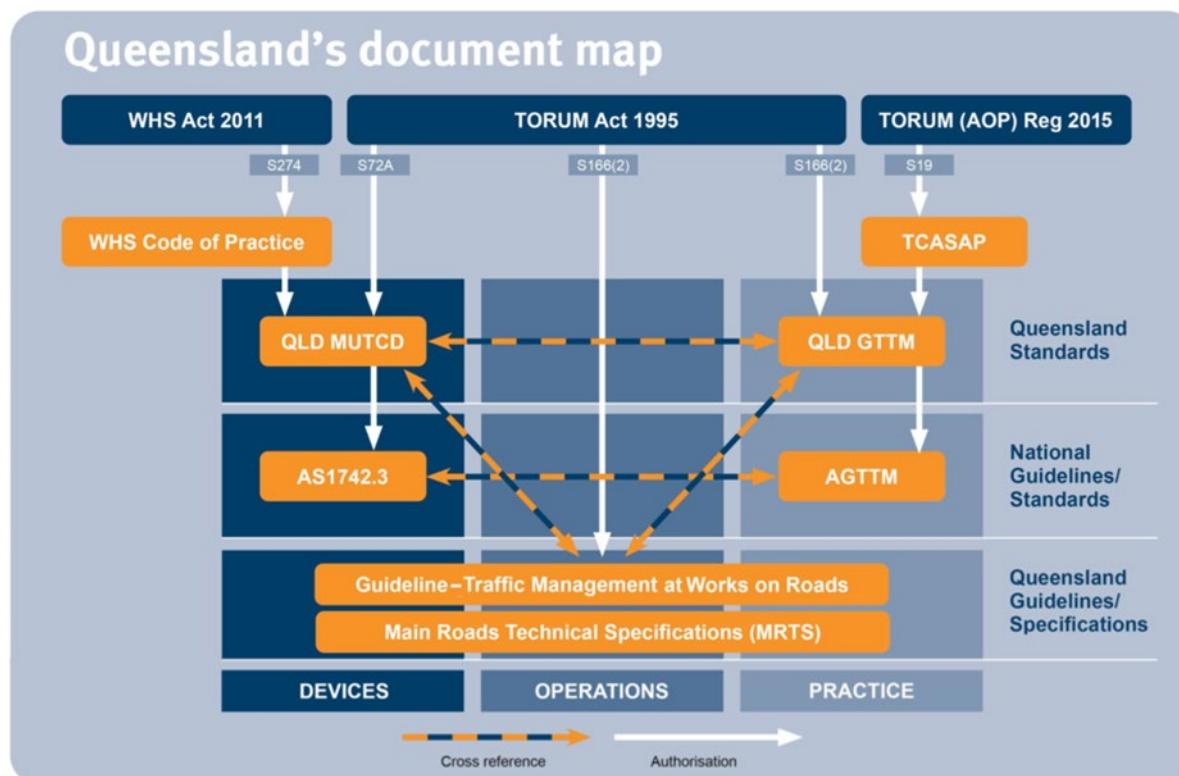 Queensland's document map
WHS Act 2011
TORUM Act 1995
TORUM (AOP) Reg 2015
S274
S72A
S166(2)
S166(2)
S19
WHS Code of Practice
TCASAP
QLD MUTCD
QLD GTTM
Queensland
Standards
AS1742.3
AGTTM
National
Guidelines/
Standards
Guideline–Traffic Management at Works on Roads
Main Roads Technical Specifications (MRTS)
Queensland
Guidelines/
Specifications
DEVICES
OPERATIONS
PRACTICE
Cross reference
Authorisation